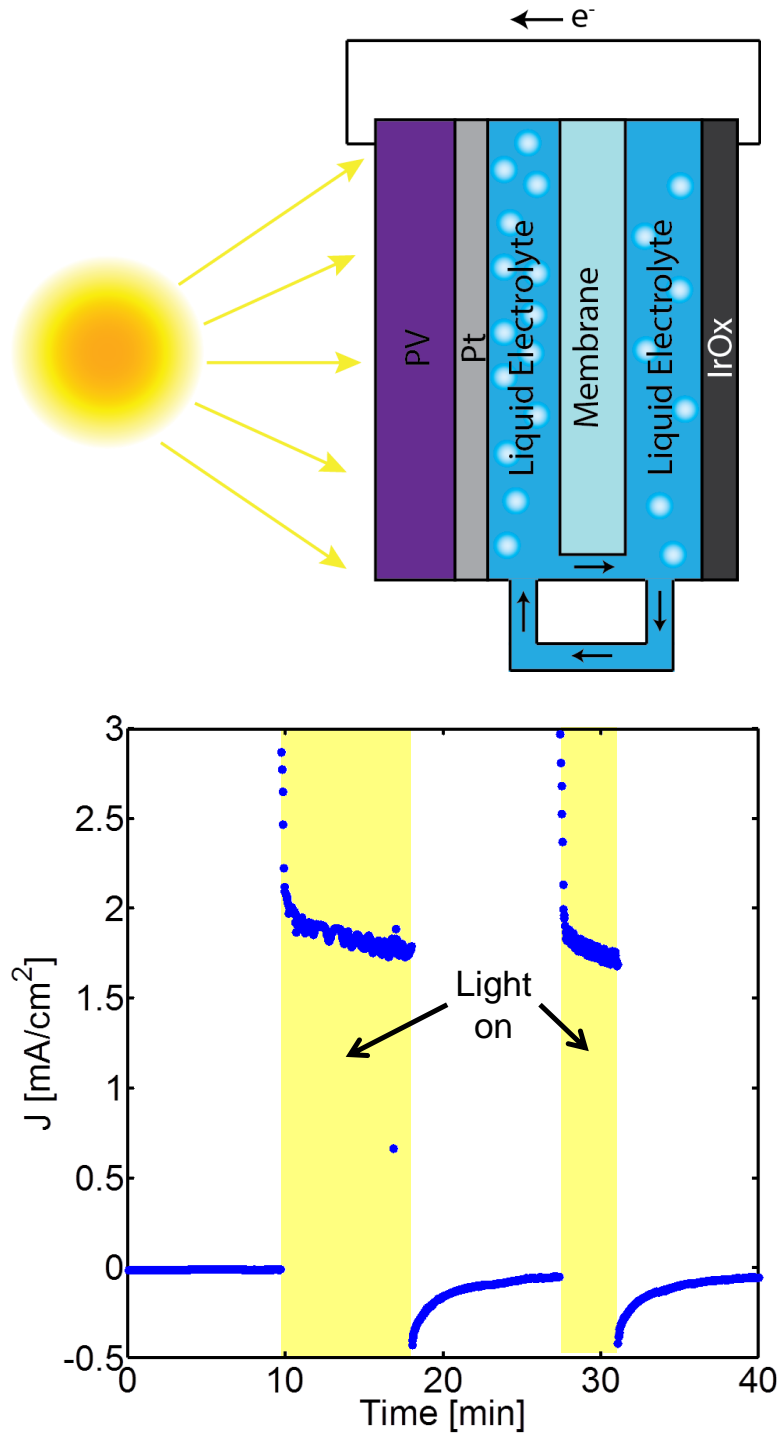 e⁻
PV
Pt
Liquid Electrolyte
Membrane
Liquid Electrolyte
IrOx
3
2.5
2
1.5
1
0.5
0
-0.5
J [mA/cm²]
Light
on
0
10
20
30
40
Time [min]